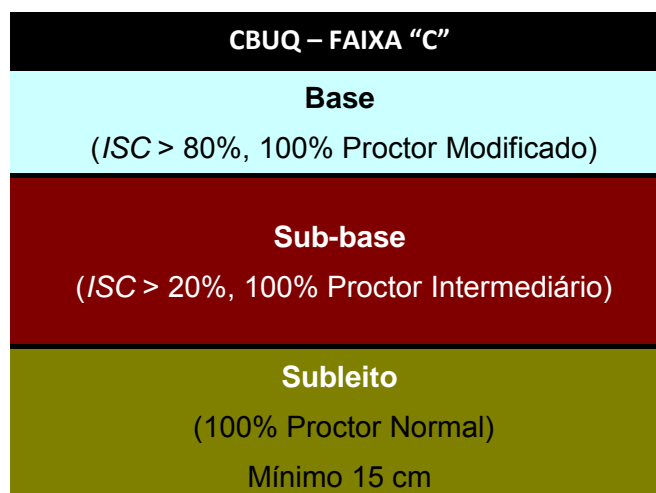 CBUQ – FAIXA “C”
Base
(ISC > 80%, 100% Proctor Modificado)
Sub-base
(ISC > 20%, 100% Proctor Intermediário)
Subleito
(100% Proctor Normal)
Mínimo 15 cm